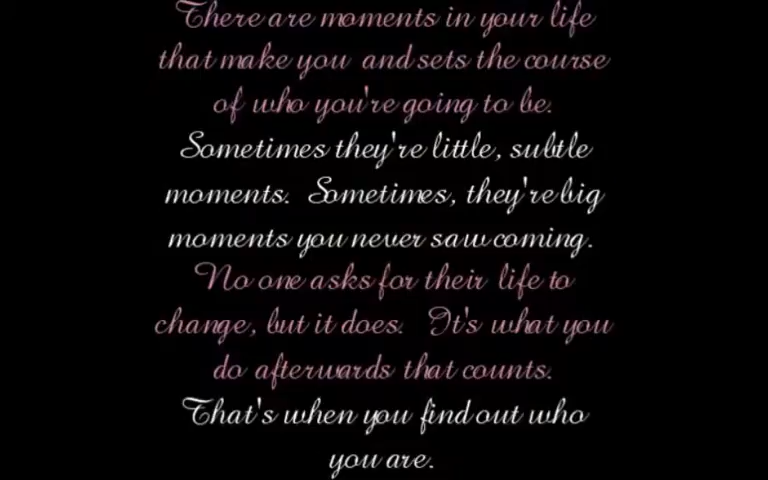 There are moments in your life
that make you and sets the course
of who you're going to be.
Sometimes they're little, subtle
moments. Sometimes, they're big
moments you never saw coming.
No one asks for their life to
change, but it does. It's what you
do afterwards that counts.
That's when you find out who
you are.